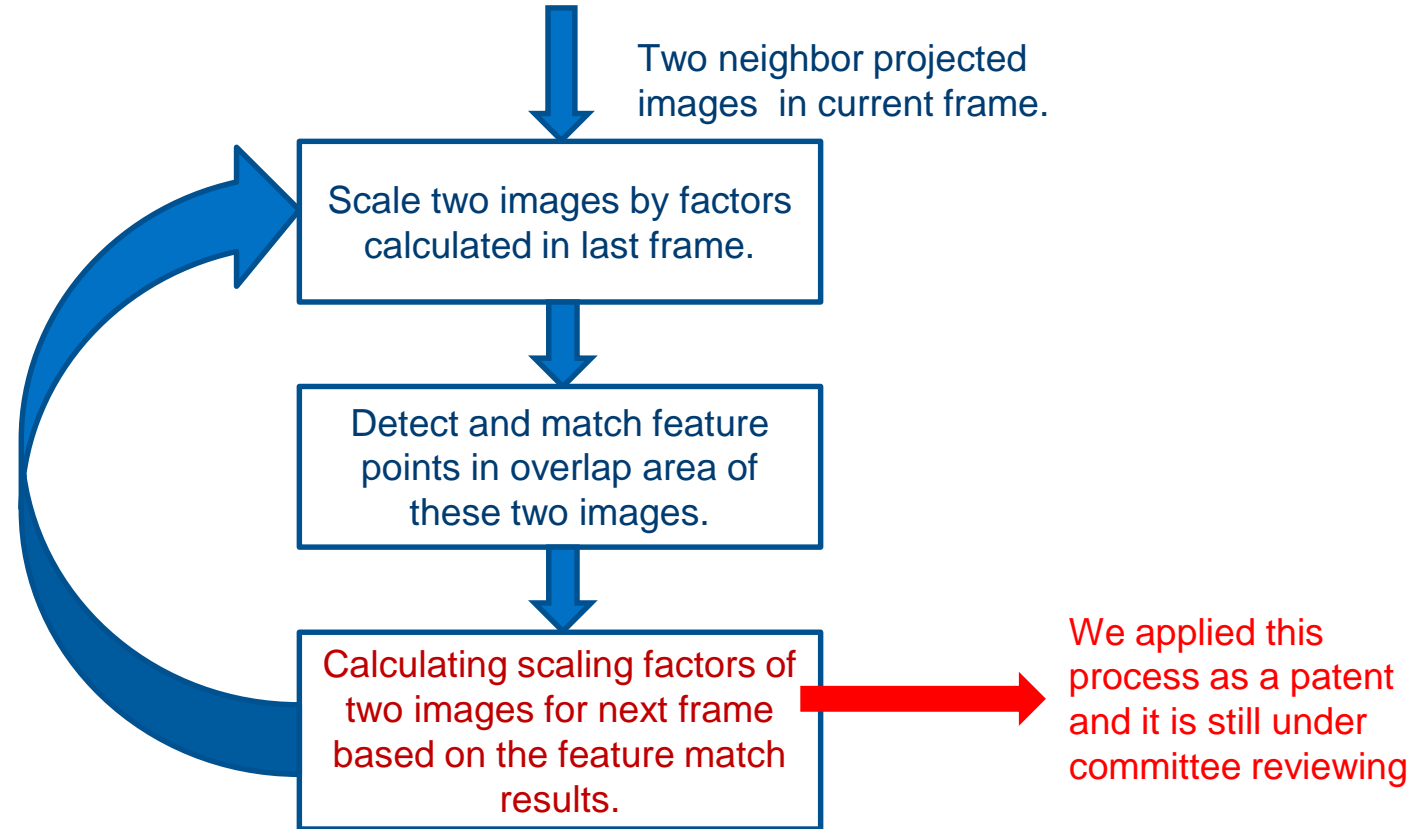 Two neighbor projected
images in current frame.
Scale two images by factors
calculated in last frame.
Detect and match feature
points in overlap area of
these two images.
Calculating scaling factors of
two images for next frame
based on the feature match
results.
We applied this
process as a patent
and it is still under
committee reviewing